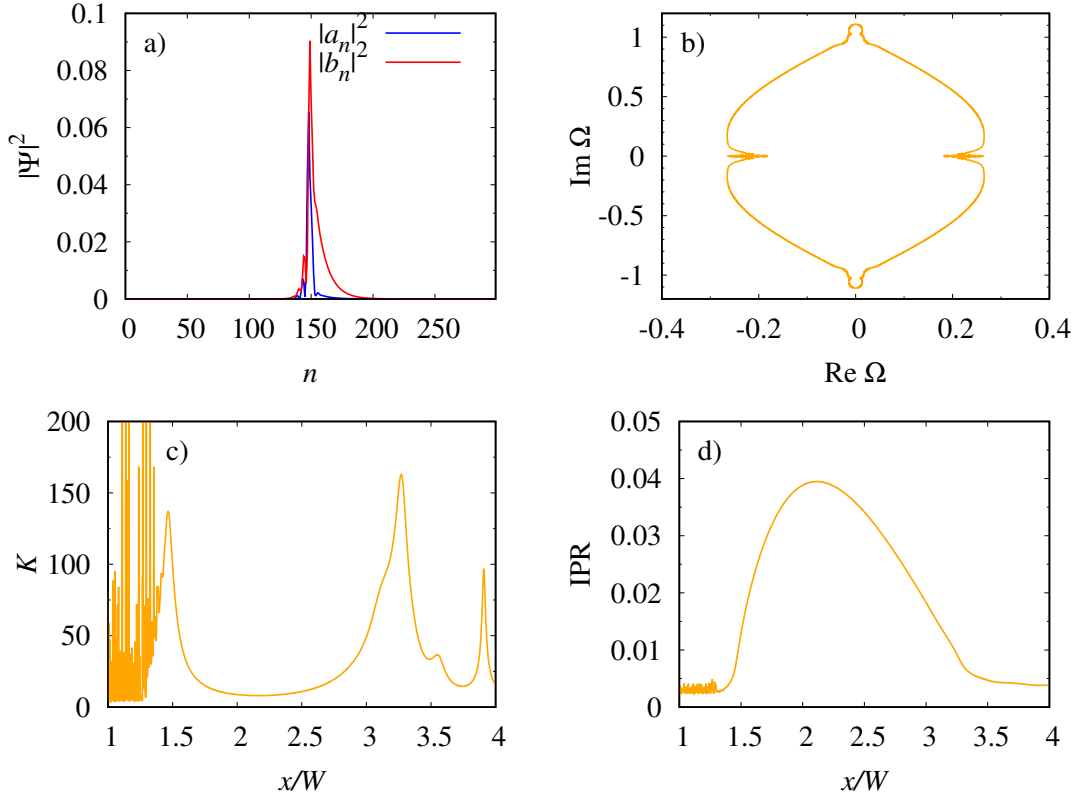 a)
|a_n|^2
|b_n|^2
|Ψ|^2
0.1
0.08
0.06
0.04
0.02
0
0 50 100 150 200 250
n
b)
Im Ω
1
0.5
0
-0.5
-1
-0.4 -0.2 0 0.2 0.4
Re Ω
c)
K
200
150
100
50
0
1 1.5 2 2.5 3 3.5 4
x/W
d)
IPR
0.05
0.04
0.03
0.02
0.01
0
1 1.5 2 2.5 3 3.5 4
x/W